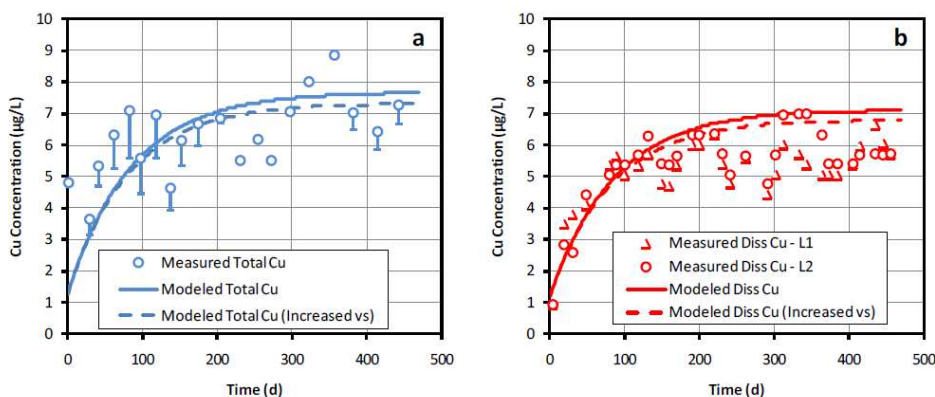 a
Cu Concentration (µg/L)
10
9
8
7
6
5
4
3
2
1
0
Measured Total Cu
Modeled Total Cu
Modeled Total Cu (Increased vs)
0 100 200 300 400 500
Time (d)
b
Cu Concentration (µg/L)
10
9
8
7
6
5
4
3
2
1
0
Measured Diss Cu - L1
Measured Diss Cu - L2
Modeled Diss Cu
Modeled Diss Cu (Increased vs)
0 100 200 300 400 500
Time (d)